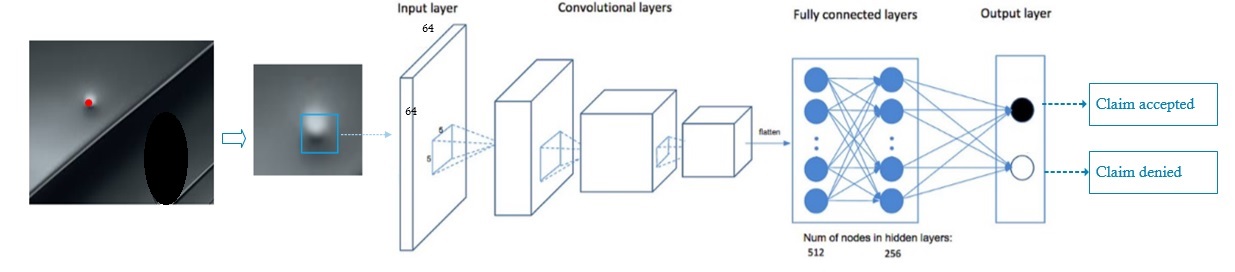 Input layer
Convolutional layers
Fully connected layers
Output layer
64
64
5
5
flatten
Claim accepted
Claim denied
Num of nodes in hidden layers:
512 256